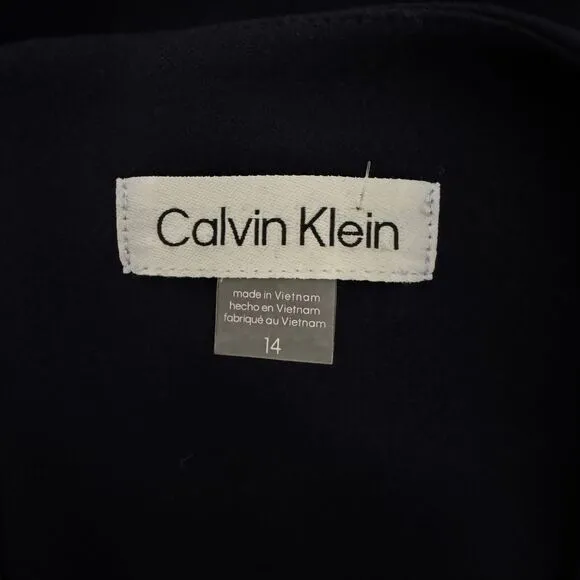 Calvin Klein
made in Vietnam
hecho en Vietnam
fabriqué au Vietnam
14